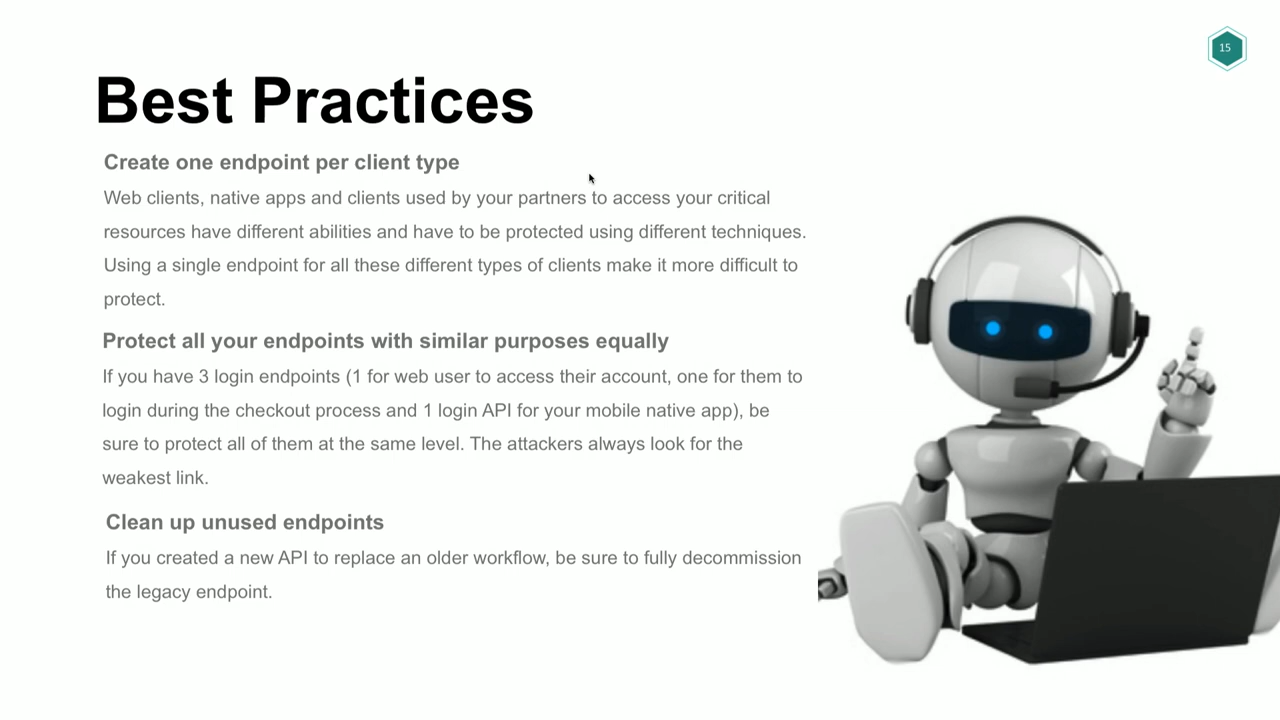 15
Best Practices
Create one endpoint per client type
Web clients, native apps and clients used by your partners to access your critical
resources have different abilities and have to be protected using different techniques.
Using a single endpoint for all these different types of clients make it more difficult to
protect.
Protect all your endpoints with similar purposes equally
If you have 3 login endpoints (1 for web user to access their account, one for them to
login during the checkout process and 1 login API for your mobile native app), be
sure to protect all of them at the same level. The attackers always look for the
weakest link.
Clean up unused endpoints
If you created a new API to replace an older workflow, be sure to fully decommission
the legacy endpoint.